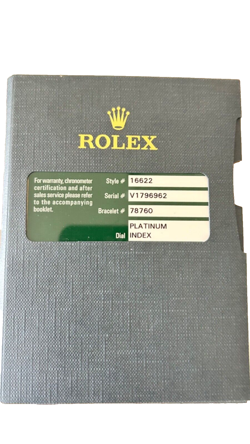 ROLEX
For warranty, chronometer
certification and after
sales service please refer
to the accompanying
booklet.
Style # 16622
Serial # V1796962
Bracelet # 78760
PLATINUM
Dial INDEX